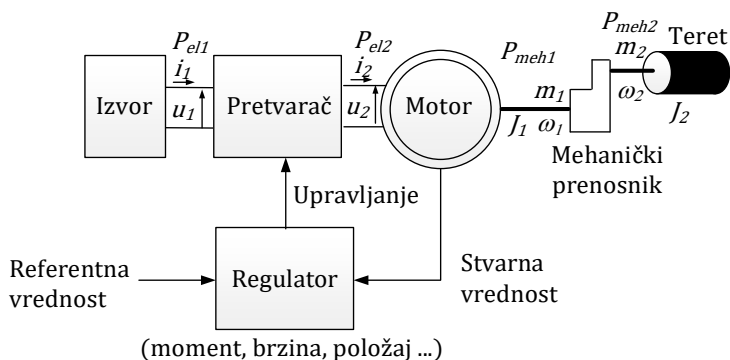 P_el1
i_1
u_1
Izvor
Pretvarač
P_el2
i_2
u_2
Motor
P_meh1
m_1
J_1
ω_1
Mehanički
prenosnik
P_meh2
m_2
ω_2
Teret
J_2
Upravljanje
Referentna
vrednost
Regulator
Stvarna
vrednost
(moment, brzina, položaj ...)